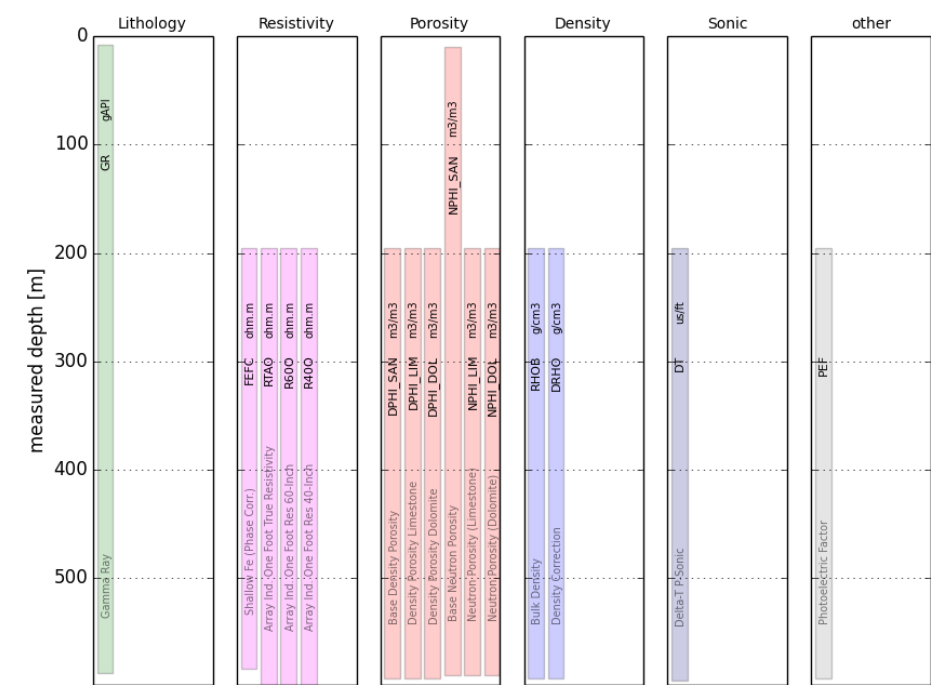 Lithology
Resistivity
Porosity
Density
Sonic
other
measured depth [m]
0
100
200
300
400
500
gAPI
GR
Gamma Ray
ohm.m
FEFC
Shallow Fe (Phase Corr.)
ohm.m
RTAO
Array Ind. One Foot True Resistivity
ohm.m
R60O
Array Ind. One Foot Res 60-Inch
ohm.m
R40O
Array Ind. One Foot Res 40-Inch
m3/m3
DPHI_SAN
Base Density Porosity
m3/m3
DPHI_LIM
Density Porosity Limestone
m3/m3
DPHI_DOL
Density Porosity Dolomite
m3/m3
NPHI_SAN
Base Neutron Porosity
m3/m3
NPHI_LIM
Neutron Porosity (Limestone)
m3/m3
NPHI_DOL
Neutron Porosity (Dolomite)
g/cm3
RHOB
Bulk Density
g/cm3
DRHO
Density Correction
us/ft
DT
Delta-T P-Sonic
PEF
Photoelectric Factor